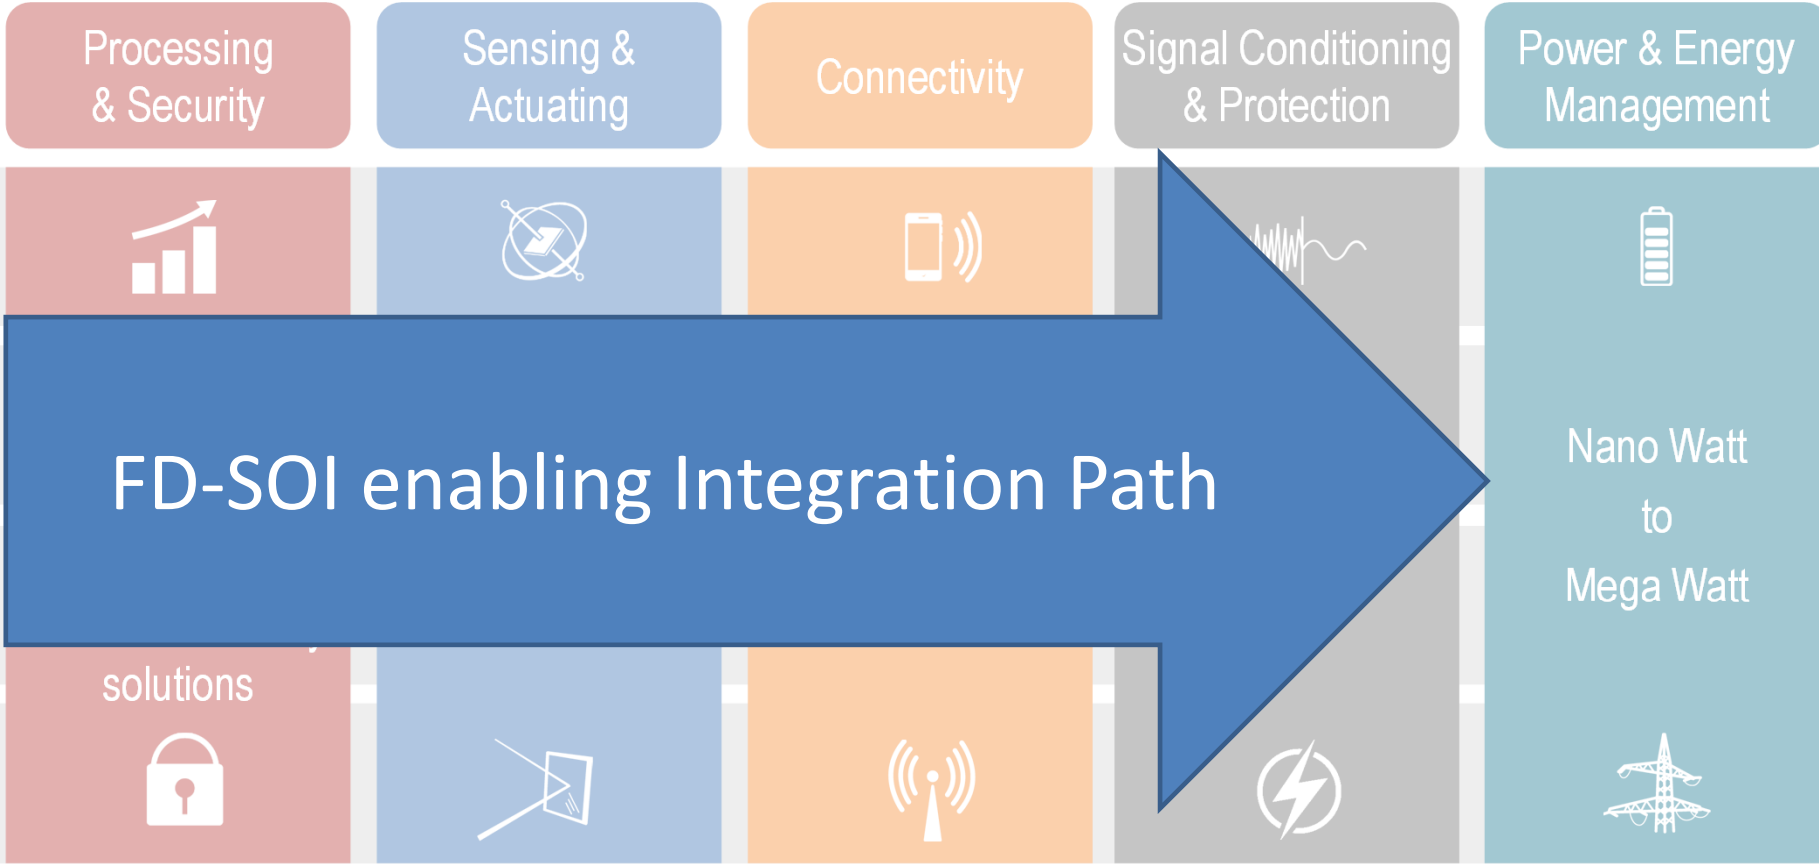 Processing
& Security
Sensing &
Actuating
Connectivity
Signal Conditioning
& Protection
Power & Energy
Management
FD-SOI enabling Integration Path
Nano Watt
to
Mega Watt
solutions